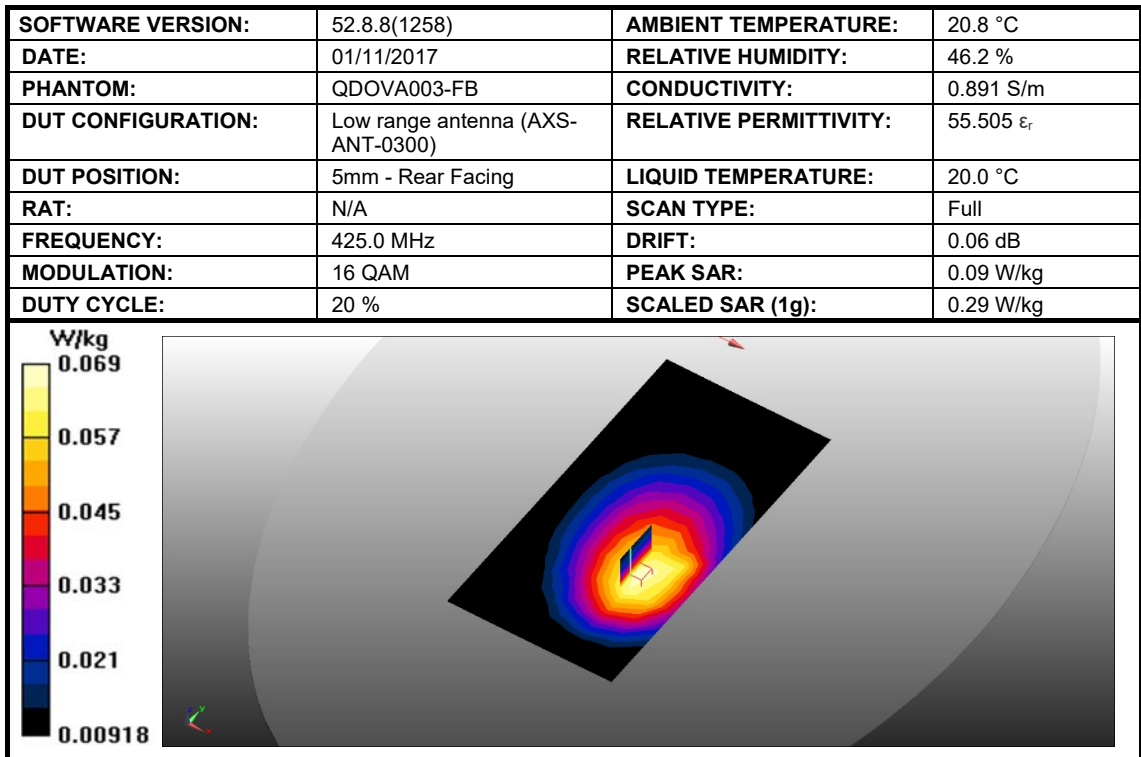 SOFTWARE VERSION: 52.8.8(1258) AMBIENT TEMPERATURE: 20.8 °C
DATE: 01/11/2017 RELATIVE HUMIDITY: 46.2 %
PHANTOM: QDOVA003-FB CONDUCTIVITY: 0.891 S/m
DUT CONFIGURATION: Low range antenna (AXS- RELATIVE PERMITTIVITY: 55.505 εr
ANT-0300)
DUT POSITION: 5mm - Rear Facing LIQUID TEMPERATURE: 20.0 °C
RAT: N/A SCAN TYPE: Full
FREQUENCY: 425.0 MHz DRIFT: 0.06 dB
MODULATION: 16 QAM PEAK SAR: 0.09 W/kg
DUTY CYCLE: 20 % SCALED SAR (1g): 0.29 W/kg
W/kg
0.069
0.057
0.045
0.033
0.021
0.00918
z
y
x